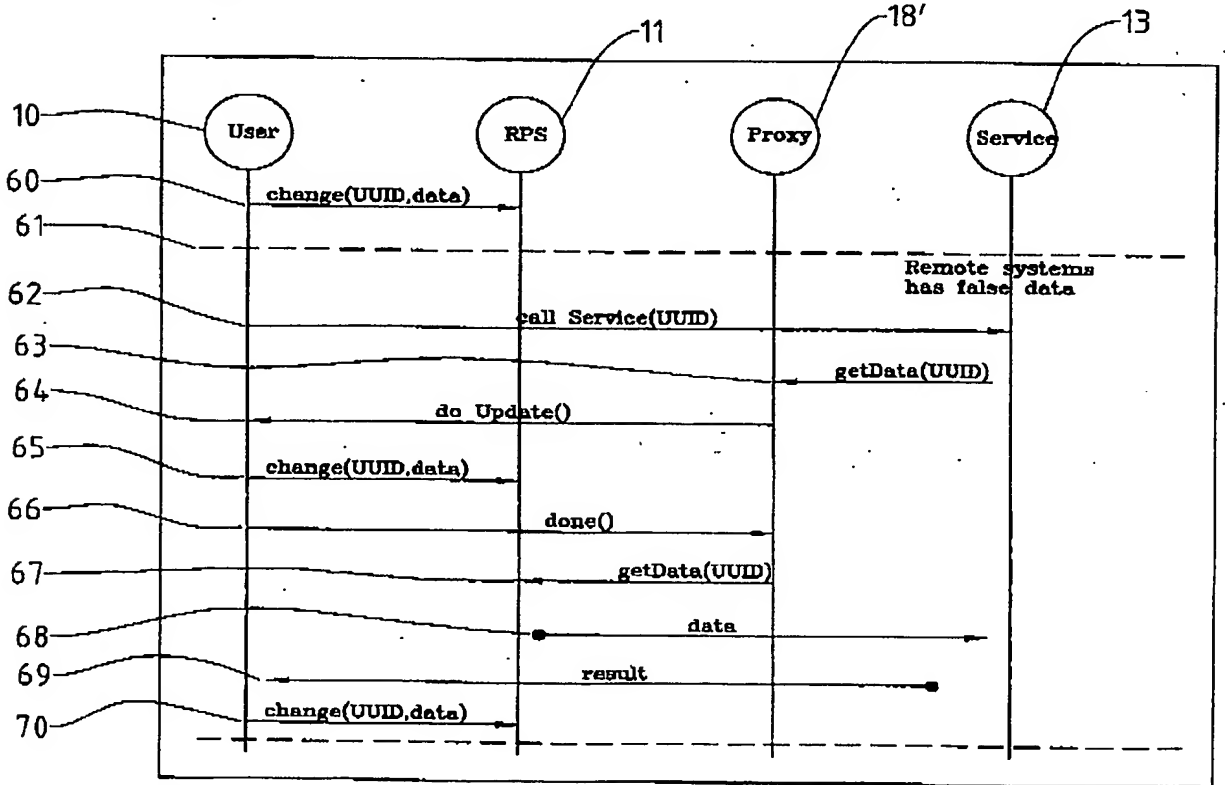 11
18'
13
10
User
RPS
Proxy
Service
60
change(UUID,data)
61
Remote systems
has false data
62
call Service(UUID)
63
getData(UUID)
64
do Update()
65
change(UUID,data)
66
done()
67
getData(UUID)
68
data
69
result
70
change(UUID,data)